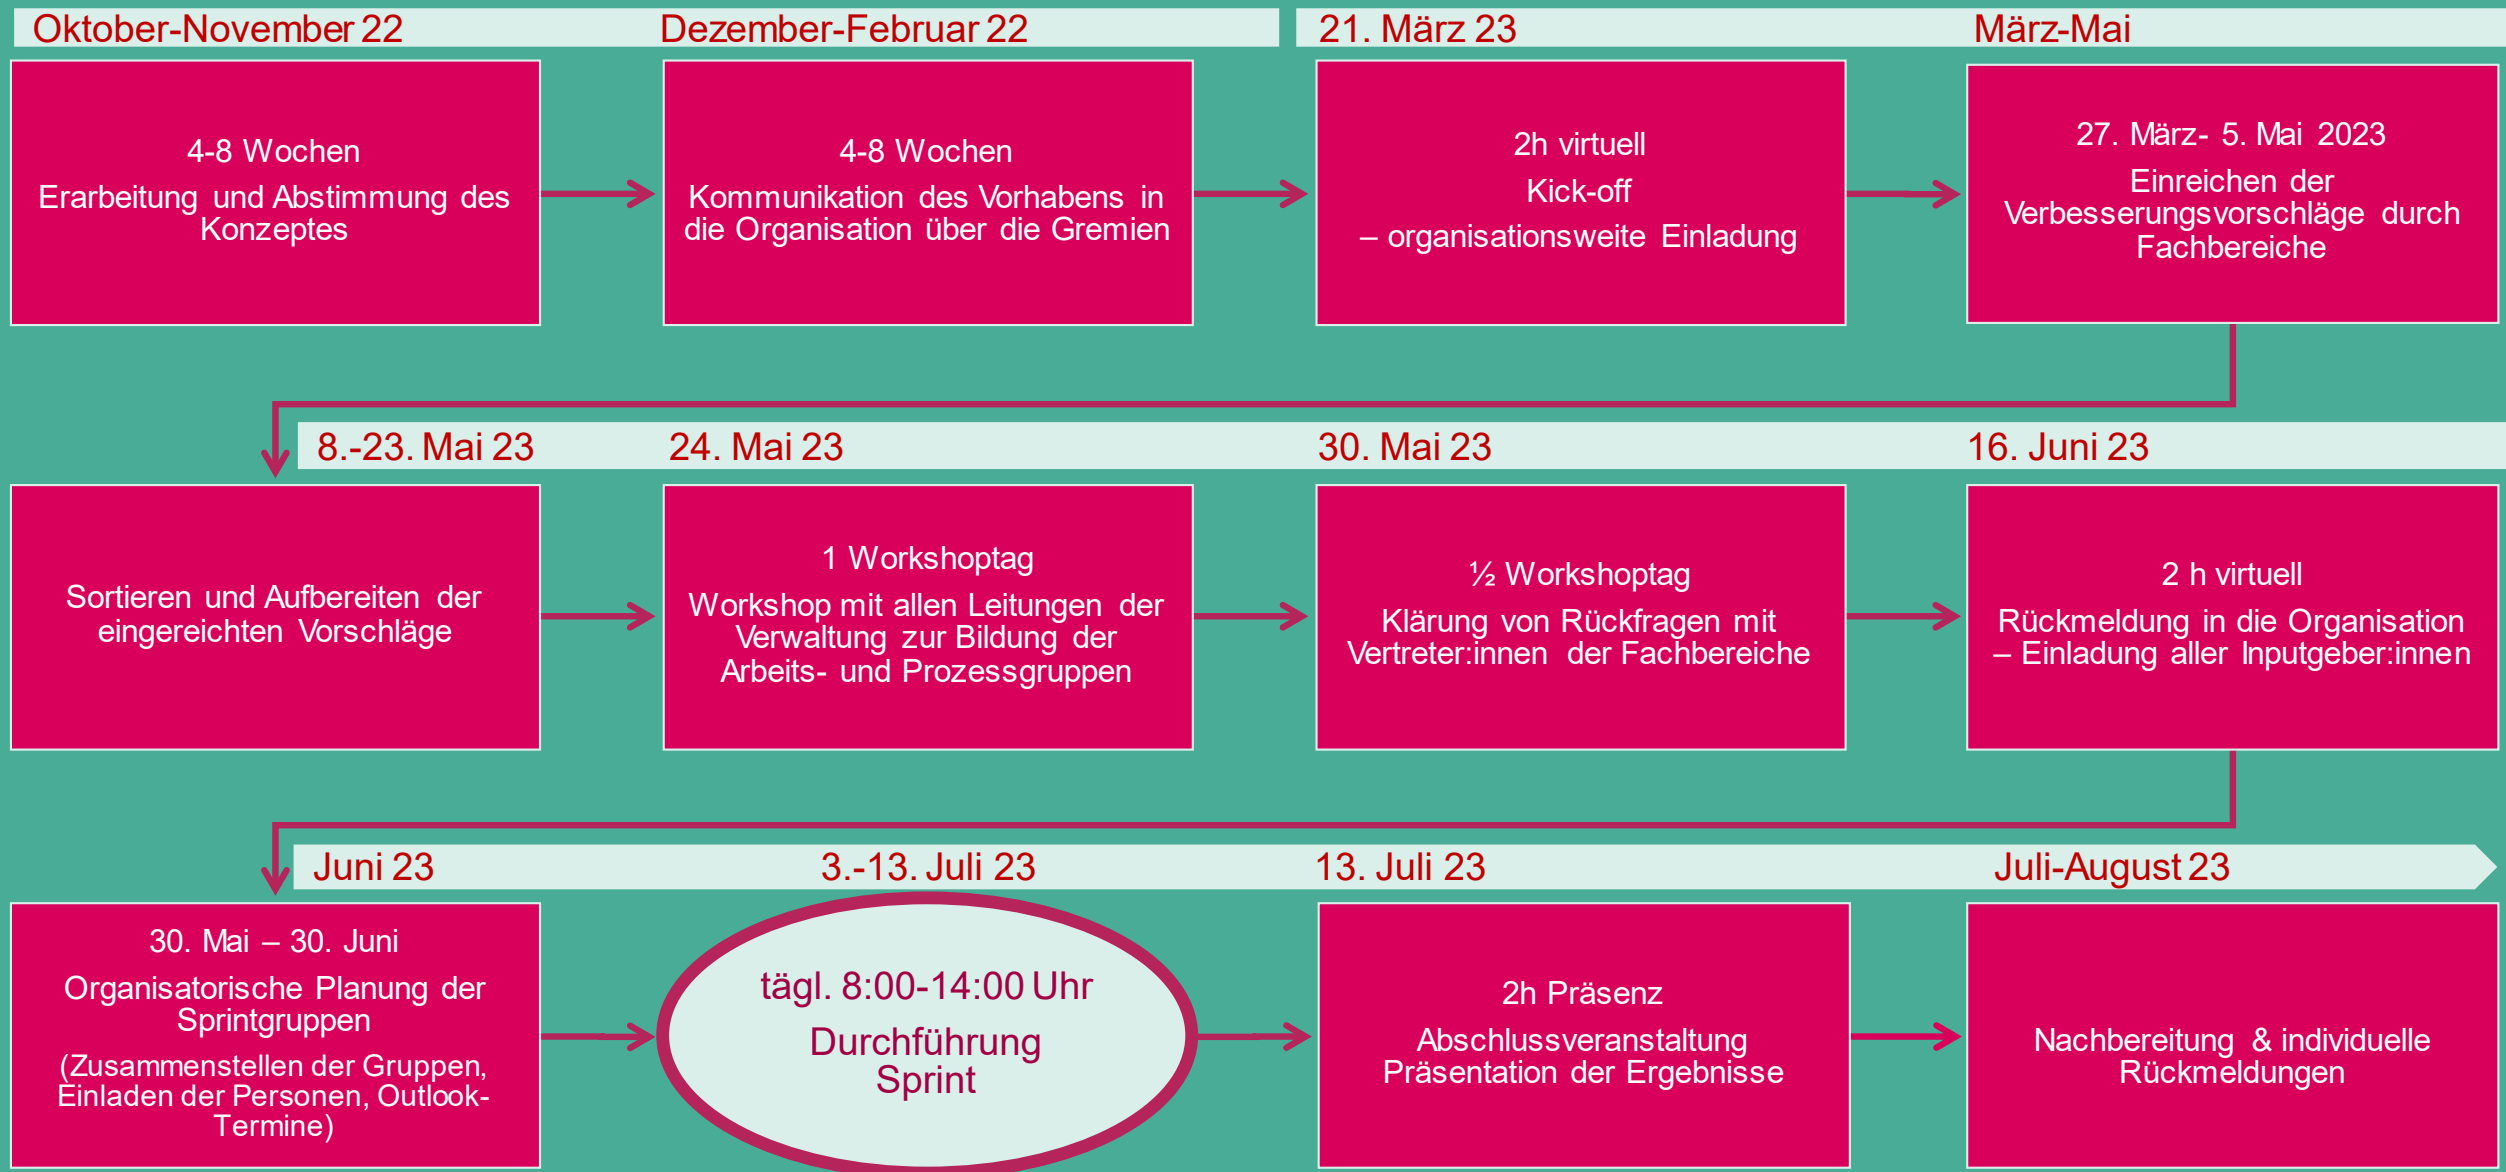 Oktober-November 22
Dezember-Februar 22
21. März 23
März-Mai
4-8 Wochen
Erarbeitung und Abstimmung des
Konzeptes
4-8 Wochen
Kommunikation des Vorhabens in
die Organisation über die Gremien
2h virtuell
Kick-off
– organisationsweite Einladung
27. März- 5. Mai 2023
Einreichen der
Verbesserungsvorschläge durch
Fachbereiche
8.-23. Mai 23
24. Mai 23
30. Mai 23
16. Juni 23
Sortieren und Aufbereiten der
eingereichten Vorschläge
1 Workshoptag
Workshop mit allen Leitungen der
Verwaltung zur Bildung der
Arbeits- und Prozessgruppen
½ Workshoptag
Klärung von Rückfragen mit
Vertreter:innen der Fachbereiche
2 h virtuell
Rückmeldung in die Organisation
– Einladung aller Inputgeber:innen
Juni 23
3.-13. Juli 23
13. Juli 23
Juli-August 23
30. Mai – 30. Juni
Organisatorische Planung der
Sprintgruppen
(Zusammenstellen der Gruppen,
Einladen der Personen, Outlook-
Termine)
tägl. 8:00-14:00 Uhr
Durchführung
Sprint
2h Präsenz
Abschlussveranstaltung
Präsentation der Ergebnisse
Nachbereitung & individuelle
Rückmeldungen